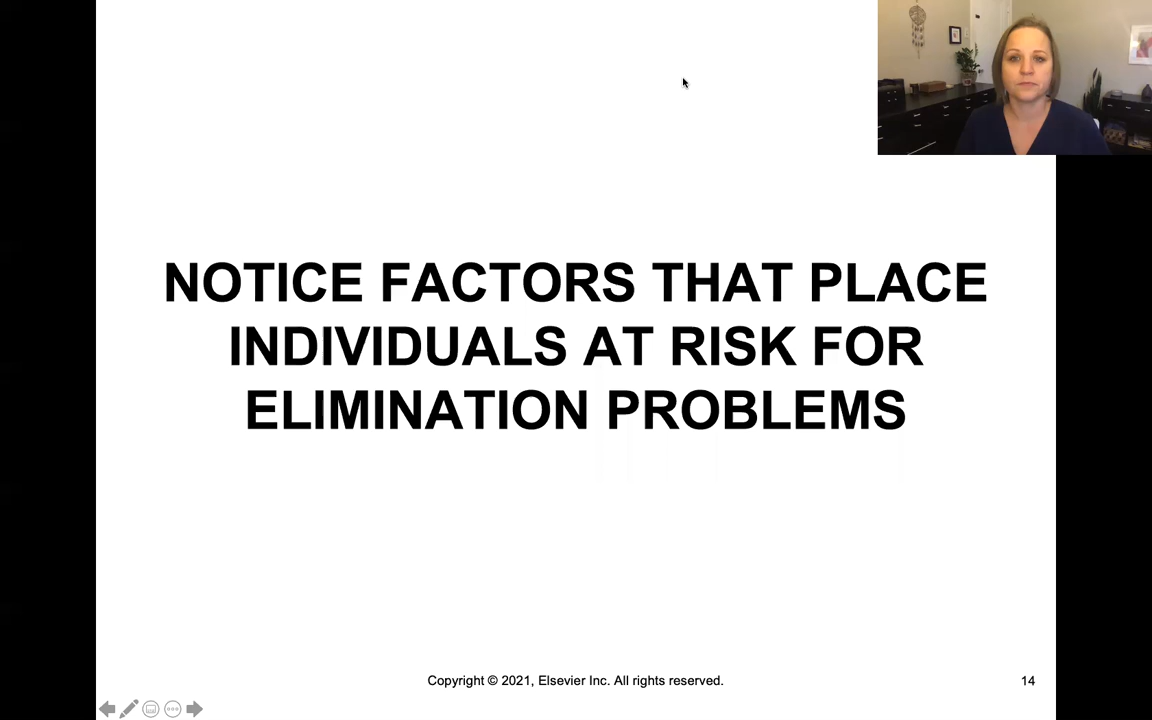 NOTICE FACTORS THAT PLACE
INDIVIDUALS AT RISK FOR
ELIMINATION PROBLEMS
Copyright © 2021, Elsevier Inc. All rights reserved.
14